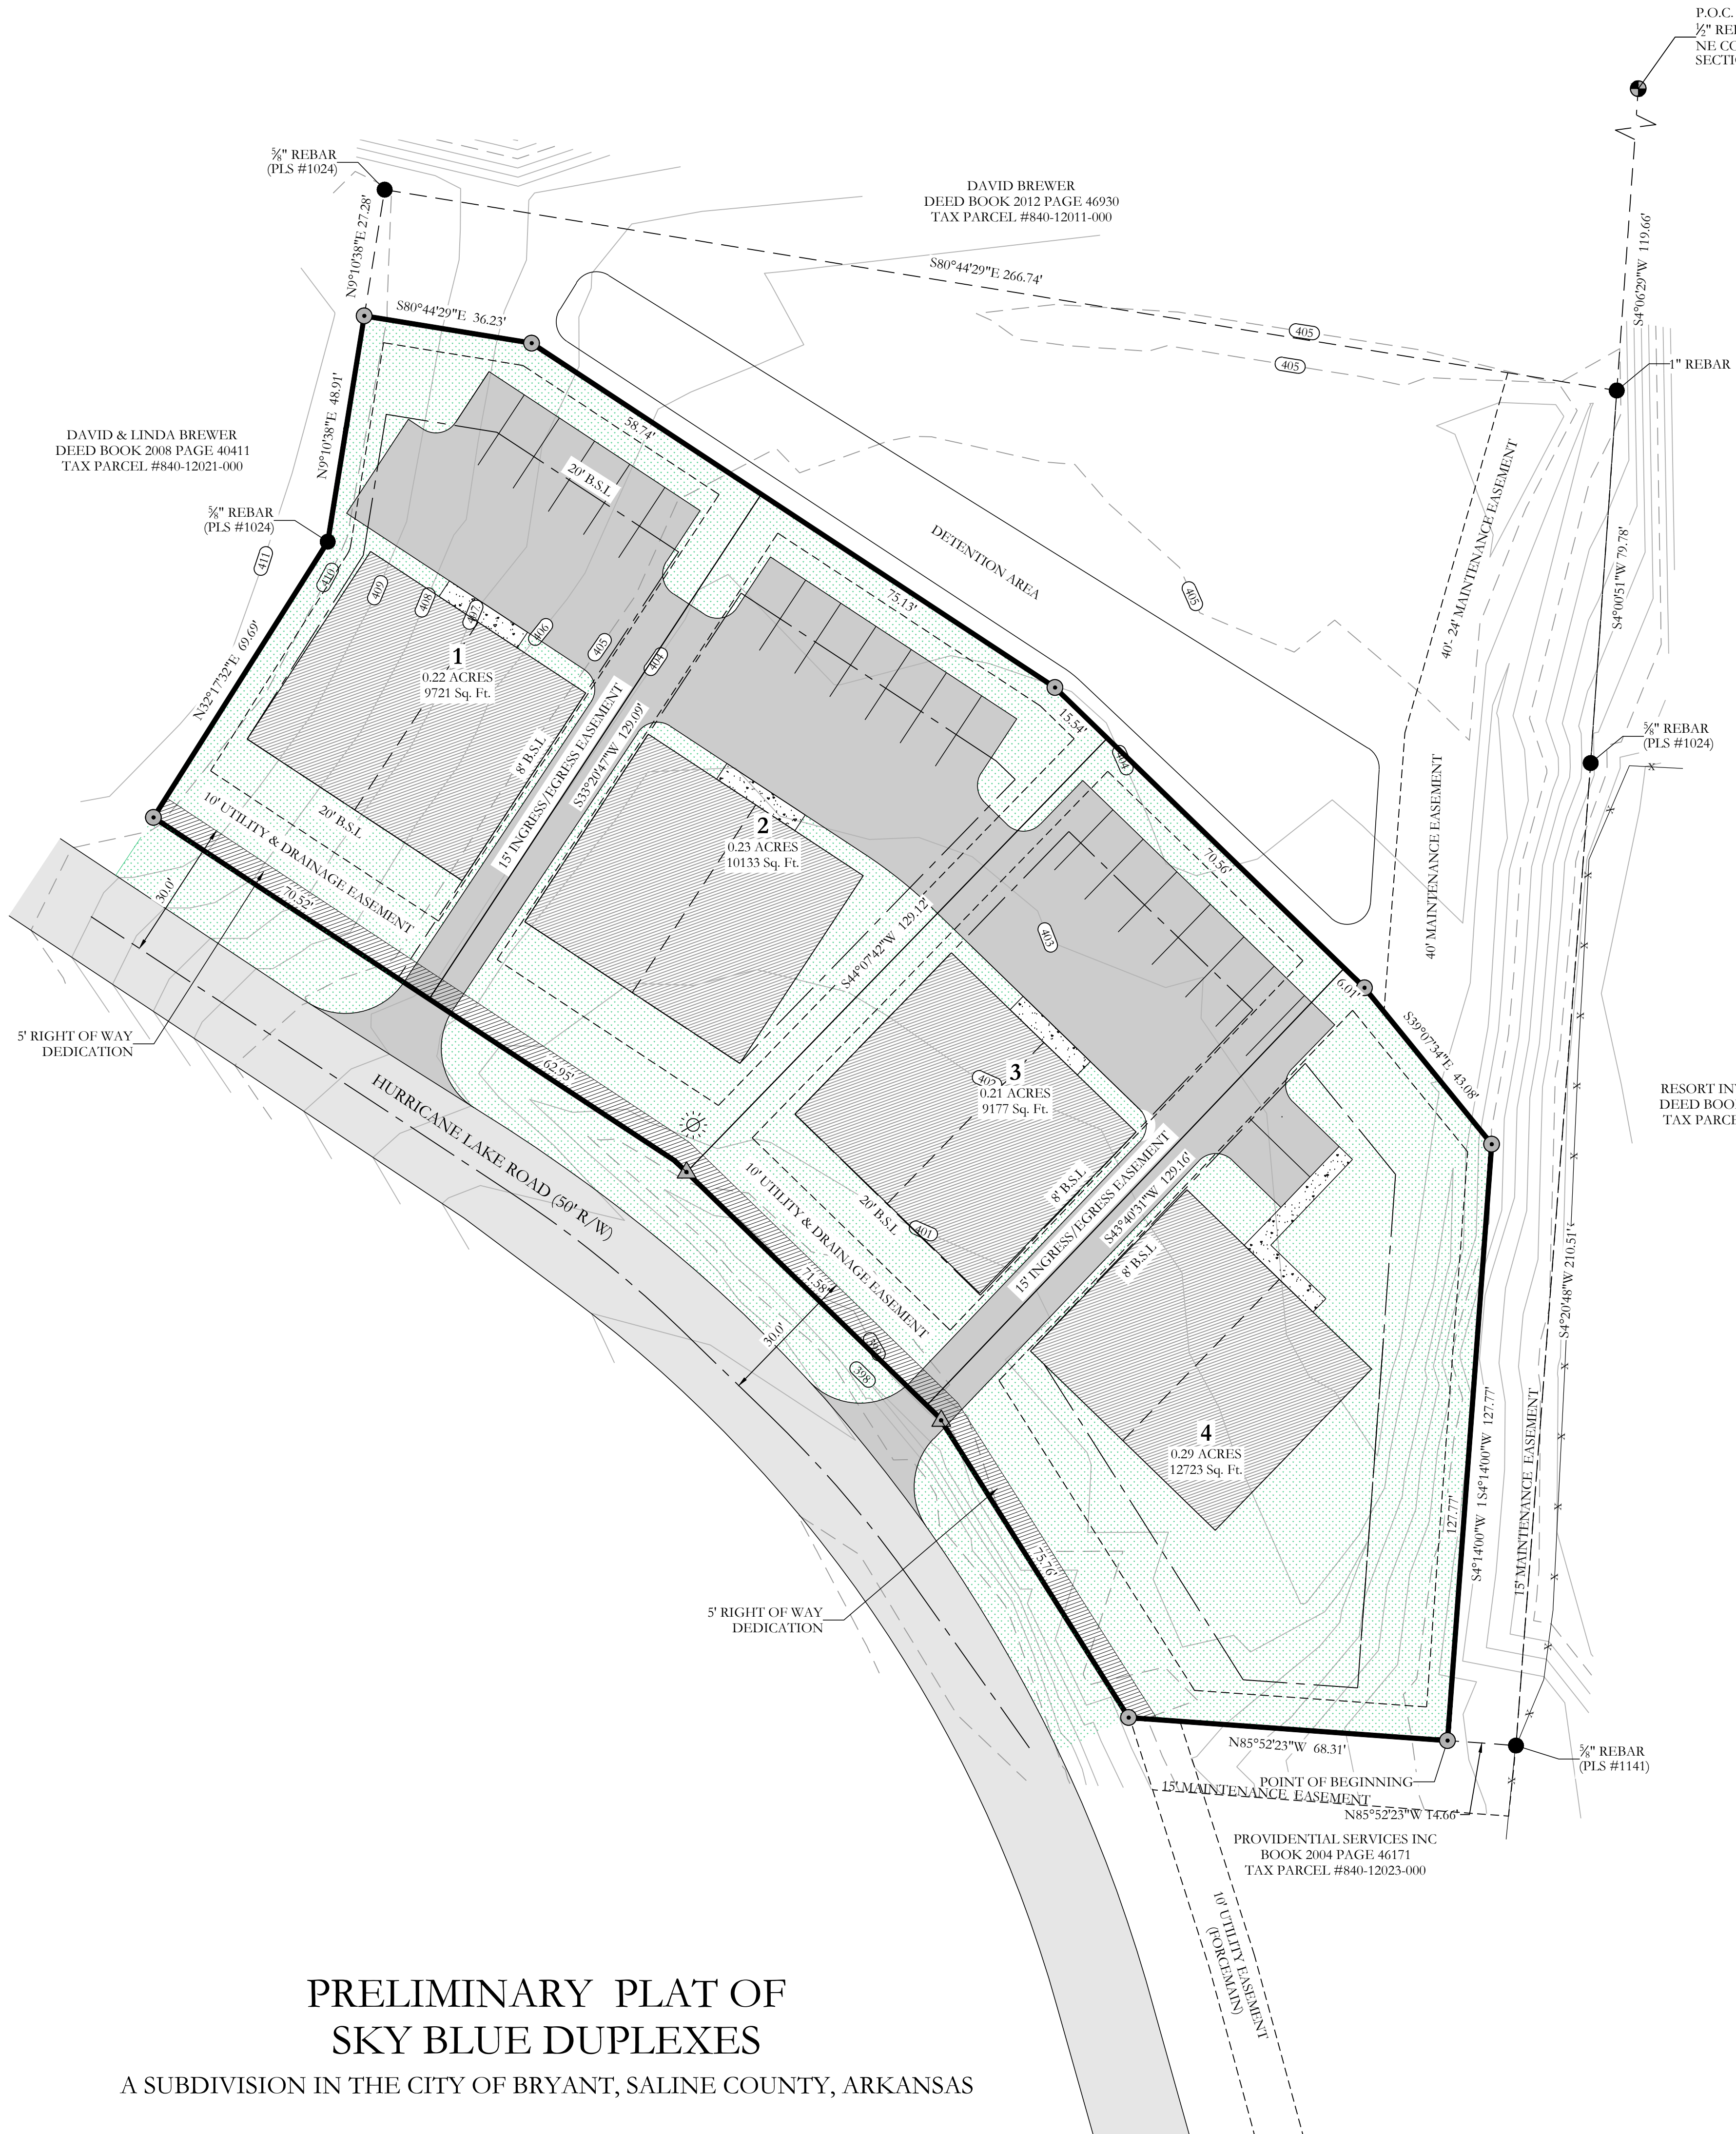 P.O.C.
½" RE
NE CO
SECTI
⅝" REBAR
(PLS #1024)
DAVID BREWER
DEED BOOK 2012 PAGE 46930
TAX PARCEL #840-12011-000
N9°10'38"E 27.28'
S4°06'29"W 119.66'
S80°44'29"E 266.74'
S80°44'29"E 36.23'
405
405
1" REBAR
N9°10'38"E 48.91'
58.74'
DAVID & LINDA BREWER
DEED BOOK 2008 PAGE 40411
TAX PARCEL #840-12021-000
20' B.S.L
40'- 24' MAINTENANCE EASEMENT
⅝" REBAR
(PLS #1024)
DETENTION AREA
S4°00'51"W 79.78'
411
410
409
408
407
406
405
404
75.13'
405
N32°17'32"E 69.69'
1
0.22 ACRES
9721 Sq. Ft.
15.54'
404
⅝" REBAR
(PLS #1024)
8' B.S.L
15' INGRESS/EGRESS EASEMENT
S33°20'47"W 129.09'
20' B.S.L
10' UTILITY & DRAINAGE EASEMENT
2
0.23 ACRES
10133 Sq. Ft.
70.56'
40' MAINTENANCE EASEMENT
30.0'
70.52'
S44°07'42"W 129.12'
403
6.01'
5' RIGHT OF WAY
DEDICATION
S39°07'34"E 43.08'
62.95'
HURRICANE LAKE ROAD (50' R/W)
402
3
0.21 ACRES
9177 Sq. Ft.
RESORT IN
DEED BOO
TAX PARCE
10' UTILITY & DRAINAGE EASEMENT
20' B.S.L
401
8' B.S.L
15' INGRESS/EGRESS EASEMENT
S43°40'31"W 129.16'
8' B.S.L
71.58'
30.0'
398
S4°20'48"W 210.51'
4
0.29 ACRES
12723 Sq. Ft.
S4°14'00"W 127.77'
S4°14'00"W 1
127.77'
15' MAINTENANCE EASEMENT
75.76'
5' RIGHT OF WAY
DEDICATION
N85°52'23"W 68.31'
⅝" REBAR
(PLS #1141)
POINT OF BEGINNING
15' MAINTENANCE EASEMENT
N85°52'23"W 14.66'
PROVIDENTIAL SERVICES INC
BOOK 2004 PAGE 46171
TAX PARCEL #840-12023-000
10' UTILITY EASEMENT
(FORCEMAIN)
PRELIMINARY PLAT OF
SKY BLUE DUPLEXES
A SUBDIVISION IN THE CITY OF BRYANT, SALINE COUNTY, ARKANSAS